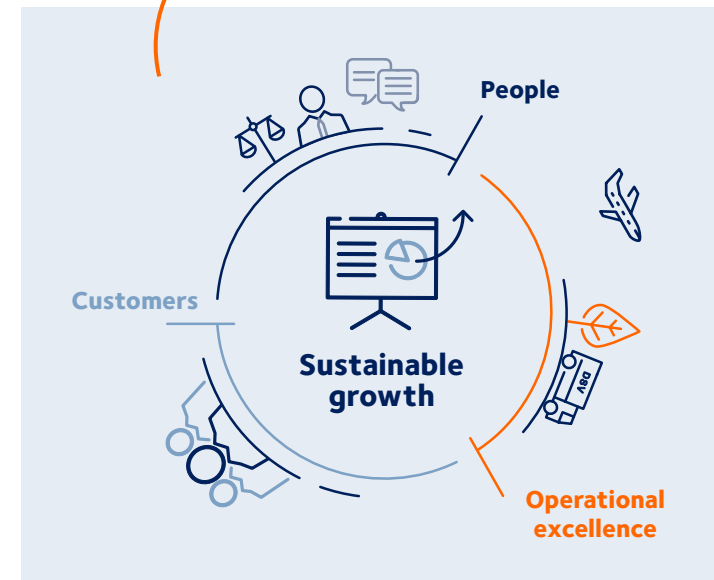 People
Customers
Sustainable
growth
DSV
Operational
excellence